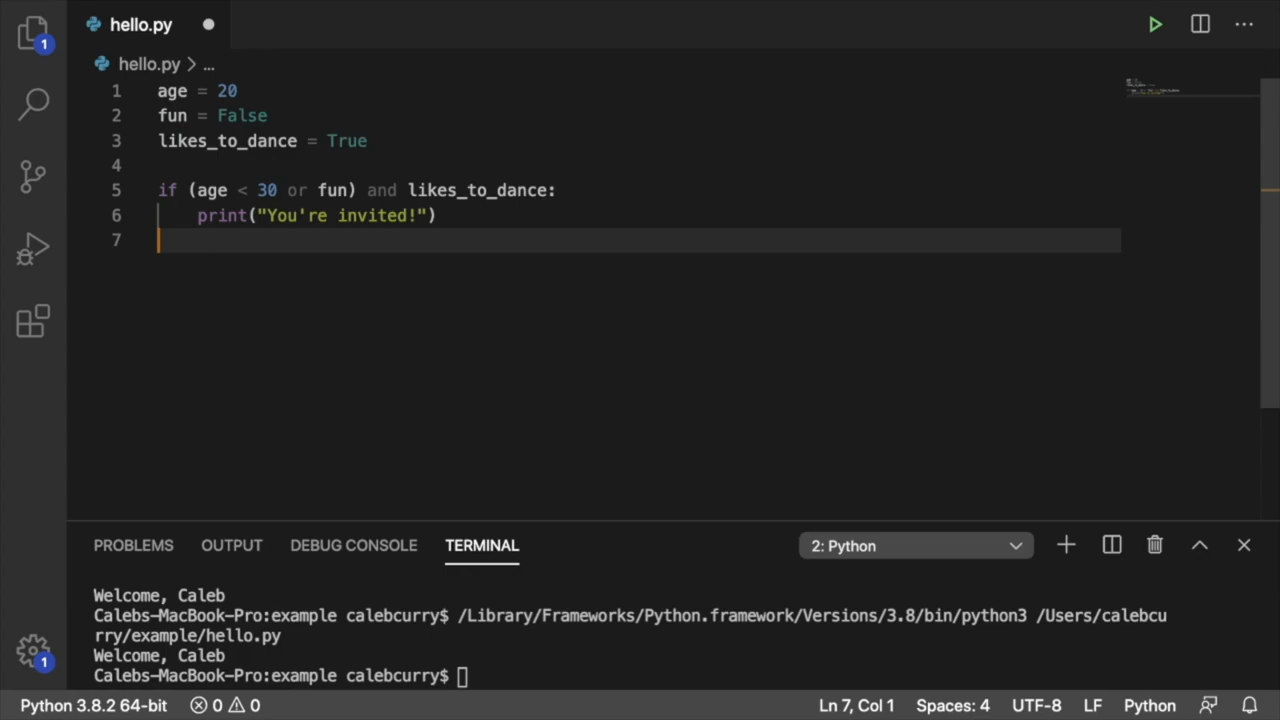 hello.py
1
hello.py > ...
1 age = 20
2 fun = False
3 likes_to_dance = True
4
5 if (age < 30 or fun) and likes_to_dance:
6     print("You're invited!")
7
PROBLEMS OUTPUT DEBUG CONSOLE TERMINAL 2: Python
Welcome, Caleb
Calebs-MacBook-Pro:example calebcurry$ /Library/Frameworks/Python.framework/Versions/3.8/bin/python3 /Users/calebcu
rry/example/hello.py
Welcome, Caleb
Calebs-MacBook-Pro:example calebcurry$
1
Python 3.8.2 64-bit 0 0 Ln 7, Col 1 Spaces: 4 UTF-8 LF Python